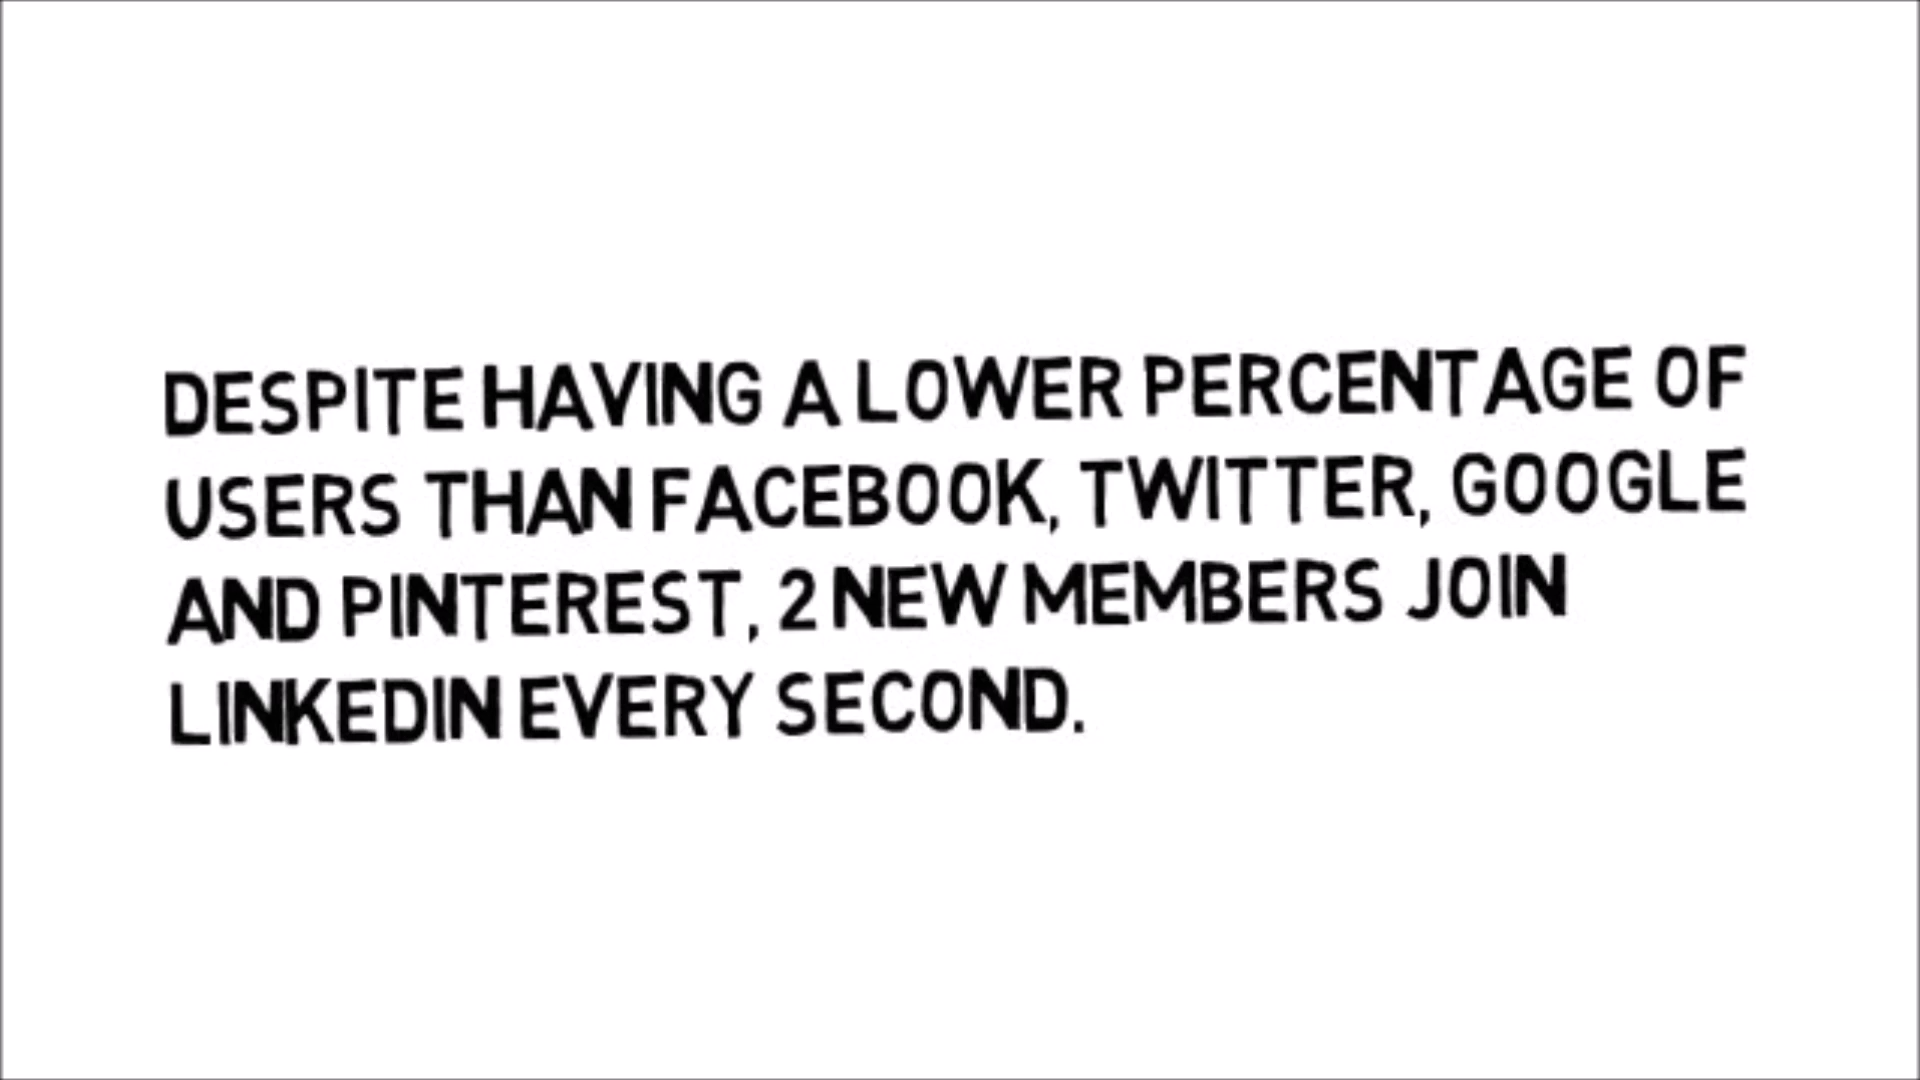 DESPITE HAVING A LOWER PERCENTAGE OF
USERS THAN FACEBOOK, TWITTER, GOOGLE
AND PINTEREST, 2 NEW MEMBERS JOIN
LINKEDIN EVERY SECOND.